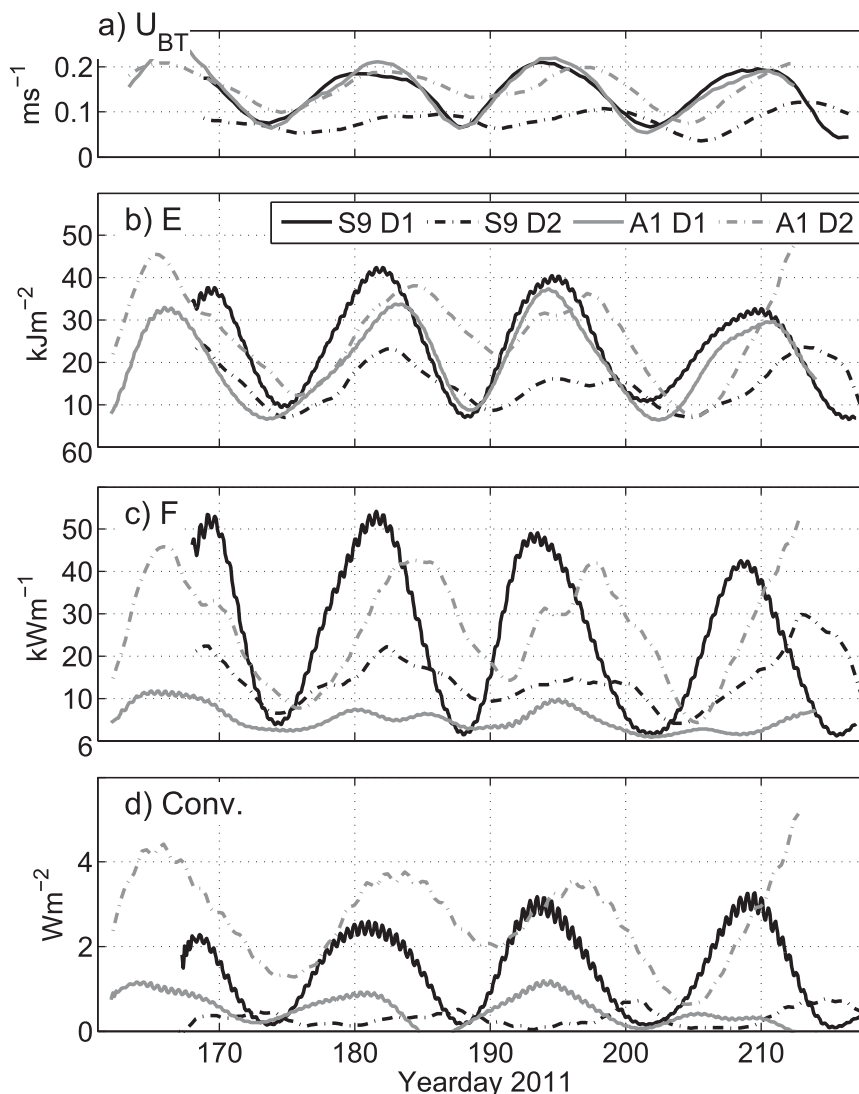 a) U_BT
ms⁻¹
0.2
0.1
0
b) E
S9 D1 S9 D2 A1 D1 A1 D2
kJm⁻²
50
40
30
20
10
60
c) F
kWm⁻¹
50
40
30
20
10
6
d) Conv.
Wm⁻²
4
2
0
170 180 190 200 210
Yearday 2011